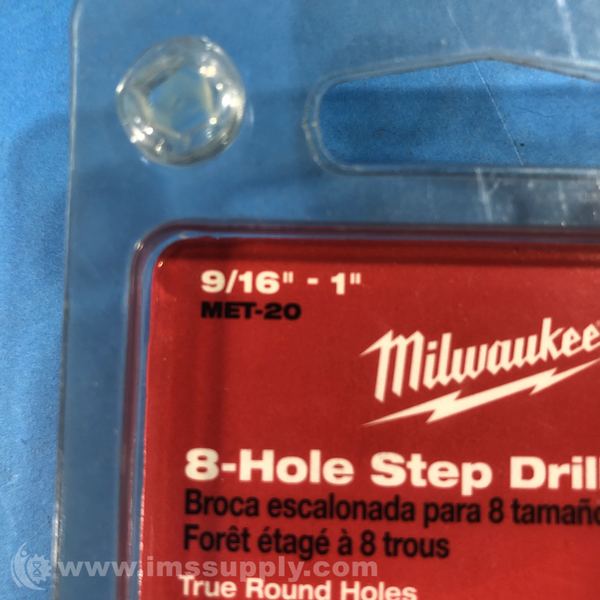 9/16" - 1"
MET-20
Milwaukee
8-Hole Step Drill
Broca escalonada para 8 tamaño
Forêt étagé à 8 trous
True Round Holes
www.imssupply.com